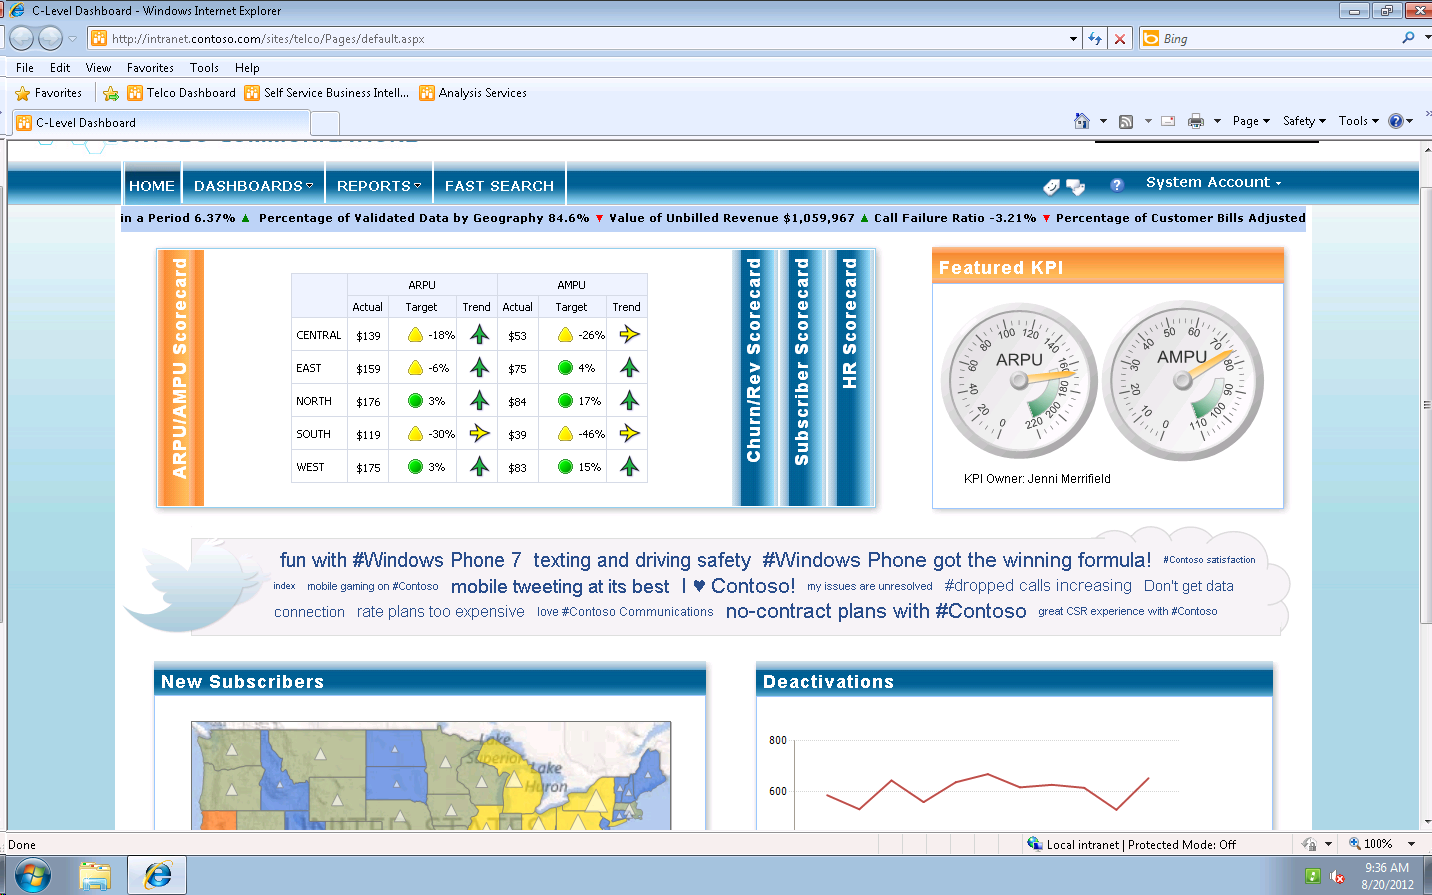 C-Level Dashboard - Windows Internet Explorer
http://intranet.contoso.com/sites/telco/Pages/default.aspx
Bing
File Edit View Favorites Tools Help
Favorites Telco Dashboard Self Service Business Intell... Analysis Services
C-Level Dashboard
Page Safety Tools
HOME DASHBOARDS REPORTS FAST SEARCH
System Account
in a Period 6.37% ▲ Percentage of Validated Data by Geography 84.6% ▼ Value of Unbilled Revenue $1,059,967 ▲ Call Failure Ratio -3.21% ▼ Percentage of Customer Bills Adjusted
ARPU/AMPU Scorecard
ARPU AMPU
Actual Target Trend Actual Target Trend
CENTRAL $139 -18% $53 -26%
EAST $159 -6% $75 4%
NORTH $176 3% $84 17%
SOUTH $119 -30% $39 -46%
WEST $175 3% $83 15%
Churn/Rev Scorecard
Subscriber Scorecard
HR Scorecard
Featured KPI
ARPU
0 20 40 60 80 100 120 140 160 180 200 220
AMPU
0 10 20 30 40 50 60 70 80 90 100 110
KPI Owner: Jenni Merrifield
fun with #Windows Phone 7 texting and driving safety #Windows Phone got the winning formula! #Contoso satisfaction
index mobile gaming on #Contoso mobile tweeting at its best I ♥ Contoso! my issues are unresolved #dropped calls increasing Don't get data
connection rate plans too expensive love #Contoso Communications no-contract plans with #Contoso great CSR experience with #Contoso
New Subscribers
Lake Superior
Lake Huron
UNITED STATES
Deactivations
800
600
Done
Local intranet | Protected Mode: Off
100%
9:36 AM
8/20/2012